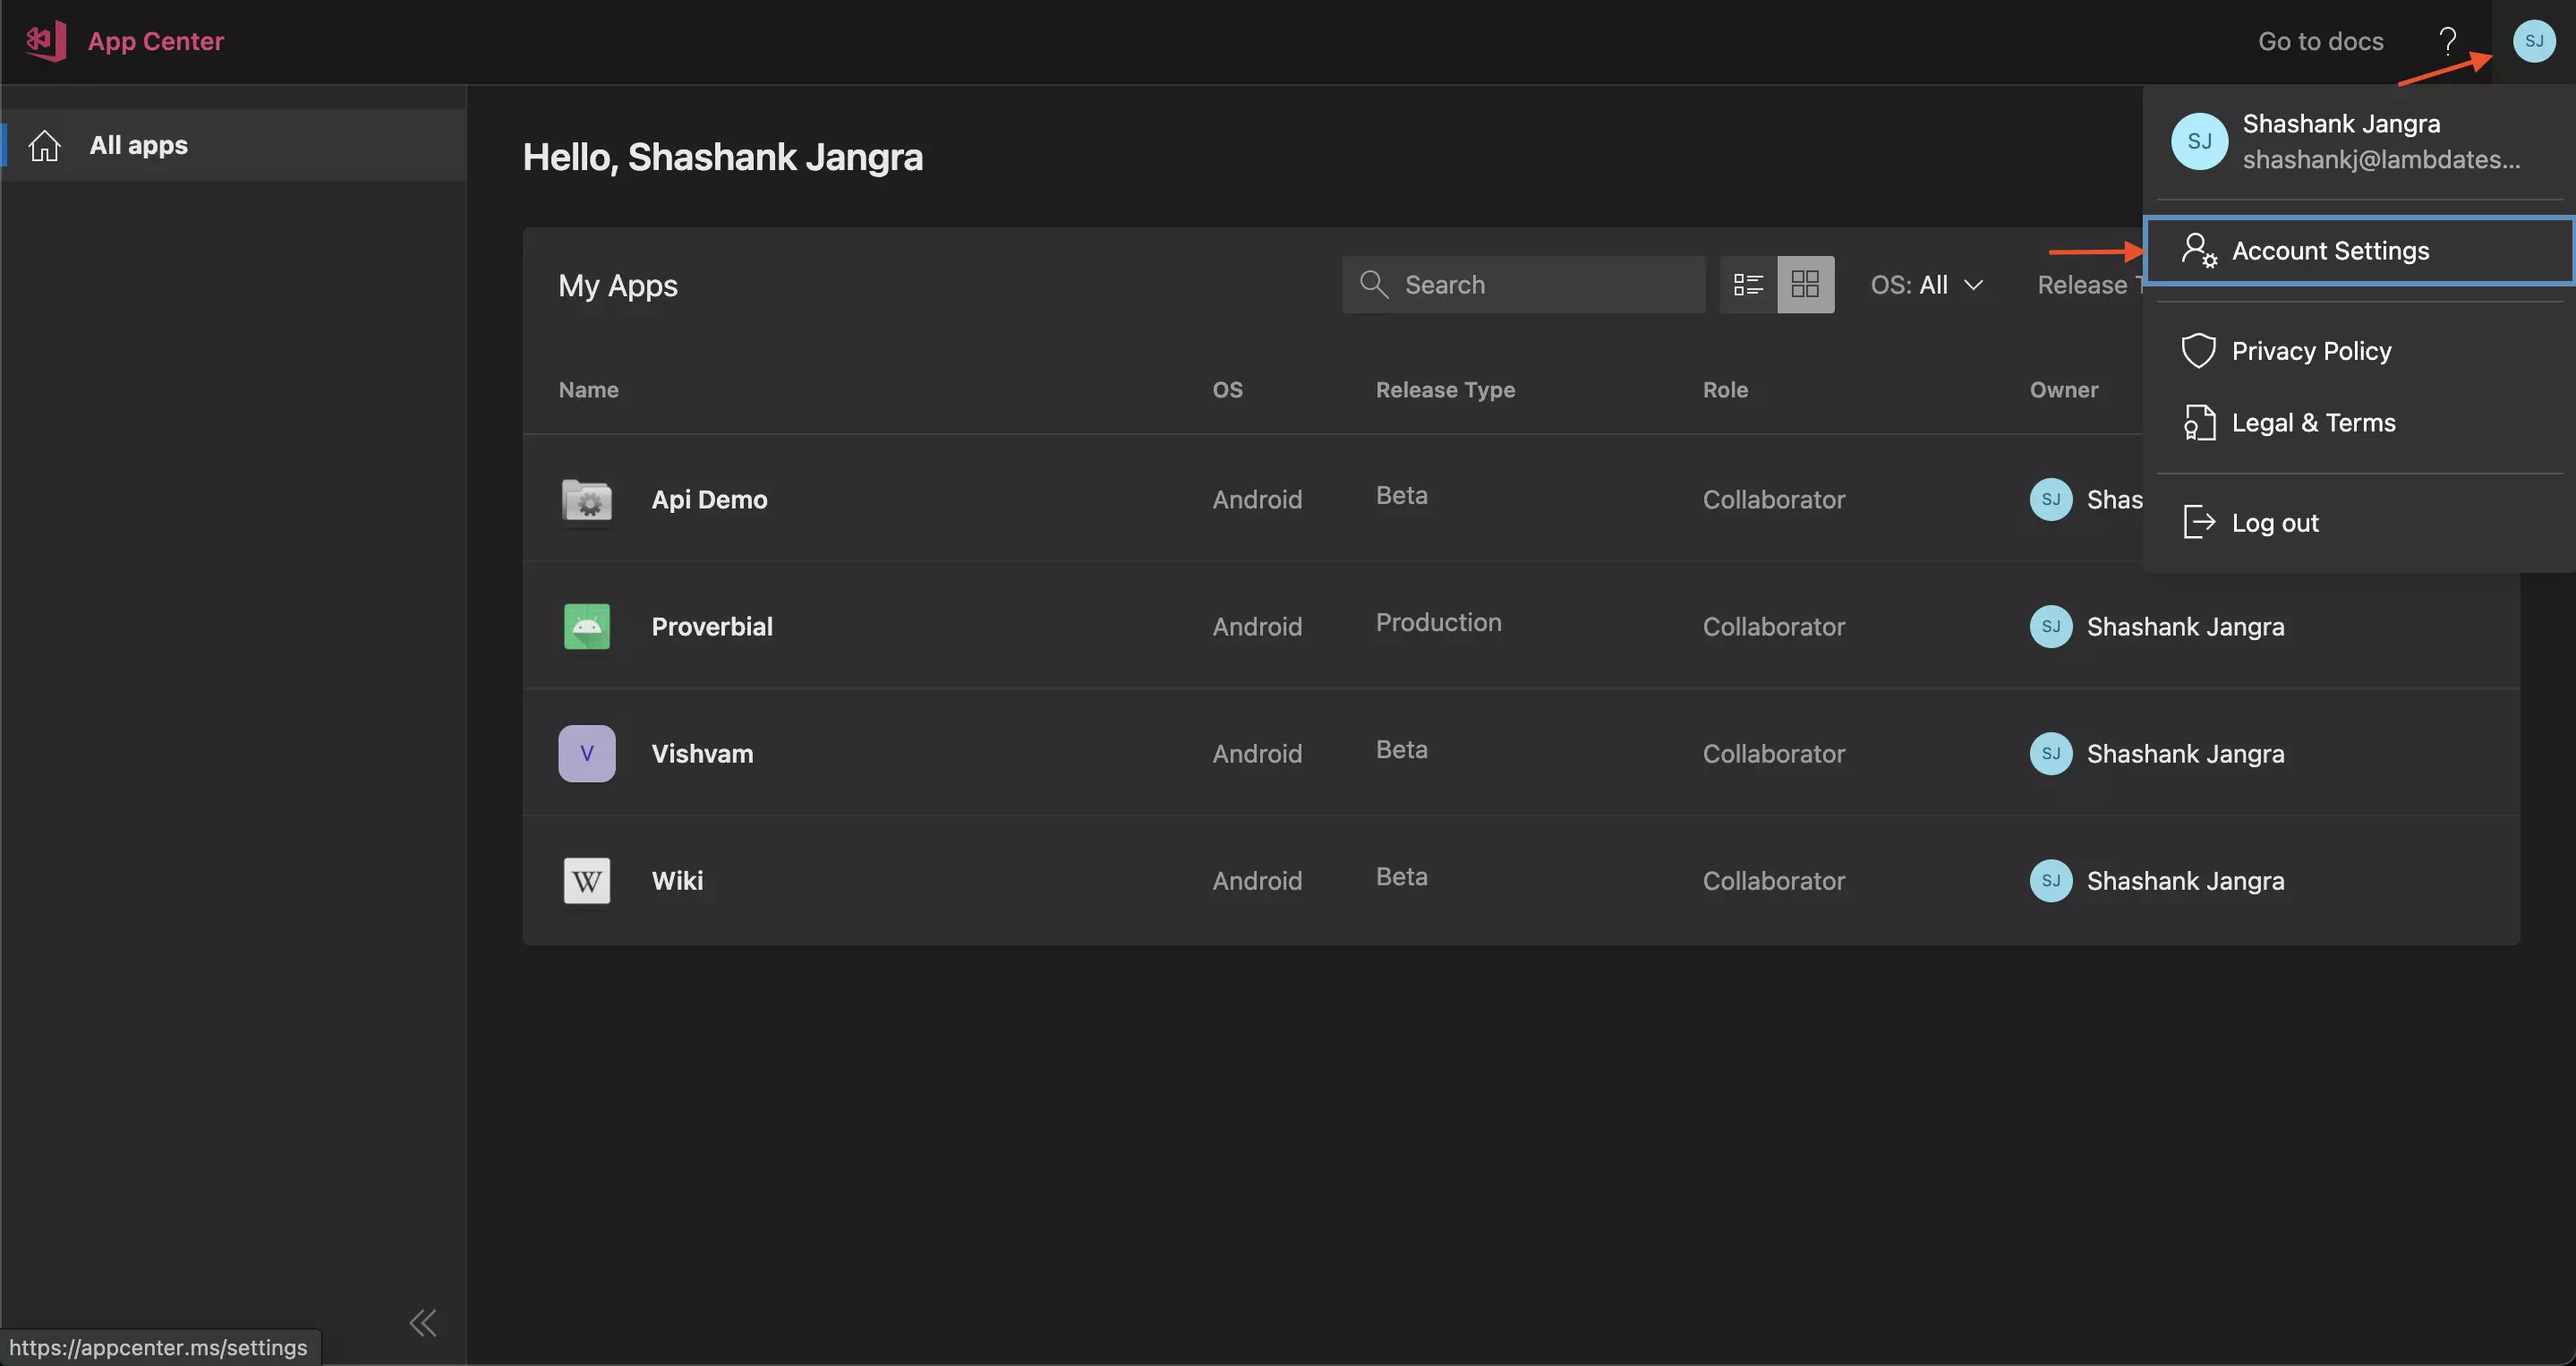 App Center
Go to docs
?
SJ
All apps
Hello, Shashank Jangra
SJ
Shashank Jangra
shashankj@lambdates...
Account Settings
Privacy Policy
Legal & Terms
Log out
My Apps
Search
OS: All
Release T
Name
OS
Release Type
Role
Owner
Api Demo
Android
Beta
Collaborator
SJ
Shas
Proverbial
Android
Production
Collaborator
SJ
Shashank Jangra
V
Vishvam
Android
Beta
Collaborator
SJ
Shashank Jangra
W
Wiki
Android
Beta
Collaborator
SJ
Shashank Jangra
https://appcenter.ms/settings